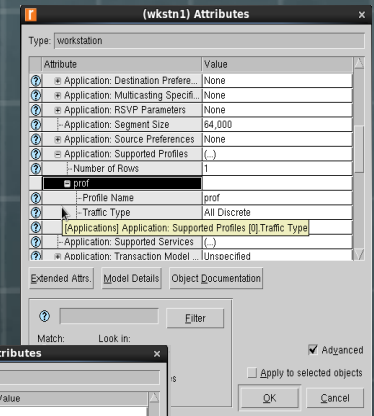 (wkstn1) Attributes
Type: workstation
Attribute Value
Application: Destination Prefere... None
Application: Multicasting Specifi... None
Application: RSVP Parameters None
Application: Segment Size 64,000
Application: Source Preferences None
Application: Supported Profiles (...)
Number of Rows 1
prof
Profile Name prof
Traffic Type All Discrete
[Applications] Application: Supported Profiles [0].Traffic Type
Application: Supported Services (...)
Application: Transaction Model ... Unspecified
Extended Attrs. Model Details Object Documentation
Filter
Match: Look in:
Advanced
Apply to selected objects
OK Cancel
tributes
Value